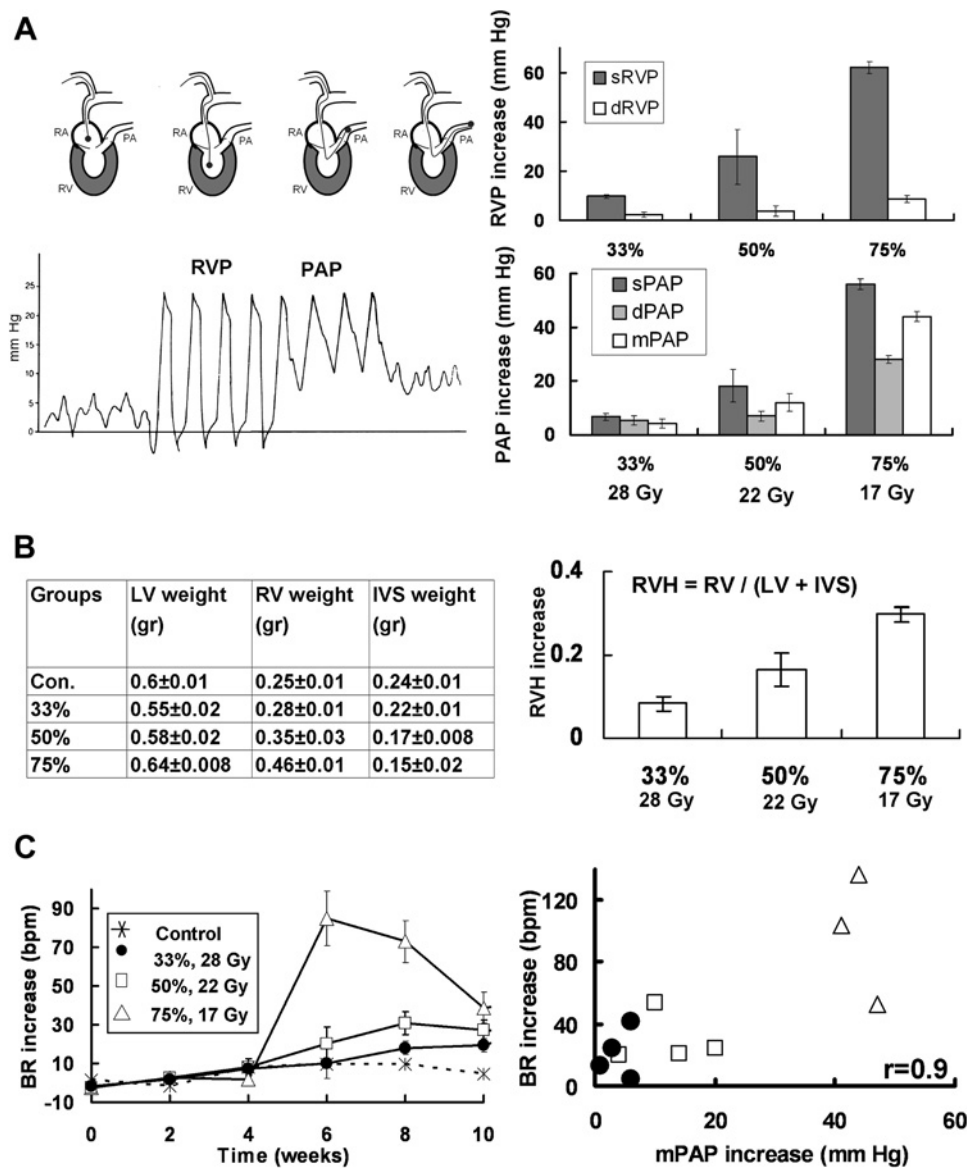 A
RA
PA
RV
RA
PA
RV
RA
PA
RV
RA
PA
RV
RVP
PAP
mm Hg
25
20
15
10
5
0
RVP increase (mm Hg)
60
40
20
0
sRVP
dRVP
33%
50%
75%
PAP increase (mm Hg)
60
40
20
0
sPAP
dPAP
mPAP
33%
50%
75%
28 Gy
22 Gy
17 Gy
B
Groups LV weight (gr) RV weight (gr) IVS weight (gr)
Con. 0.6±0.01 0.25±0.01 0.24±0.01
33% 0.55±0.02 0.28±0.01 0.22±0.01
50% 0.58±0.02 0.35±0.03 0.17±0.008
75% 0.64±0.008 0.46±0.01 0.15±0.02
RVH = RV / (LV + IVS)
RVH increase
0.4
0.2
0
33%
50%
75%
28 Gy
22 Gy
17 Gy
C
BR increase (bpm)
90
70
50
30
10
-10
Control
33%, 28 Gy
50%, 22 Gy
75%, 17 Gy
0 2 4 6 8 10
Time (weeks)
BR increase (bpm)
120
80
40
0
r=0.9
0 20 40 60
mPAP increase (mm Hg)